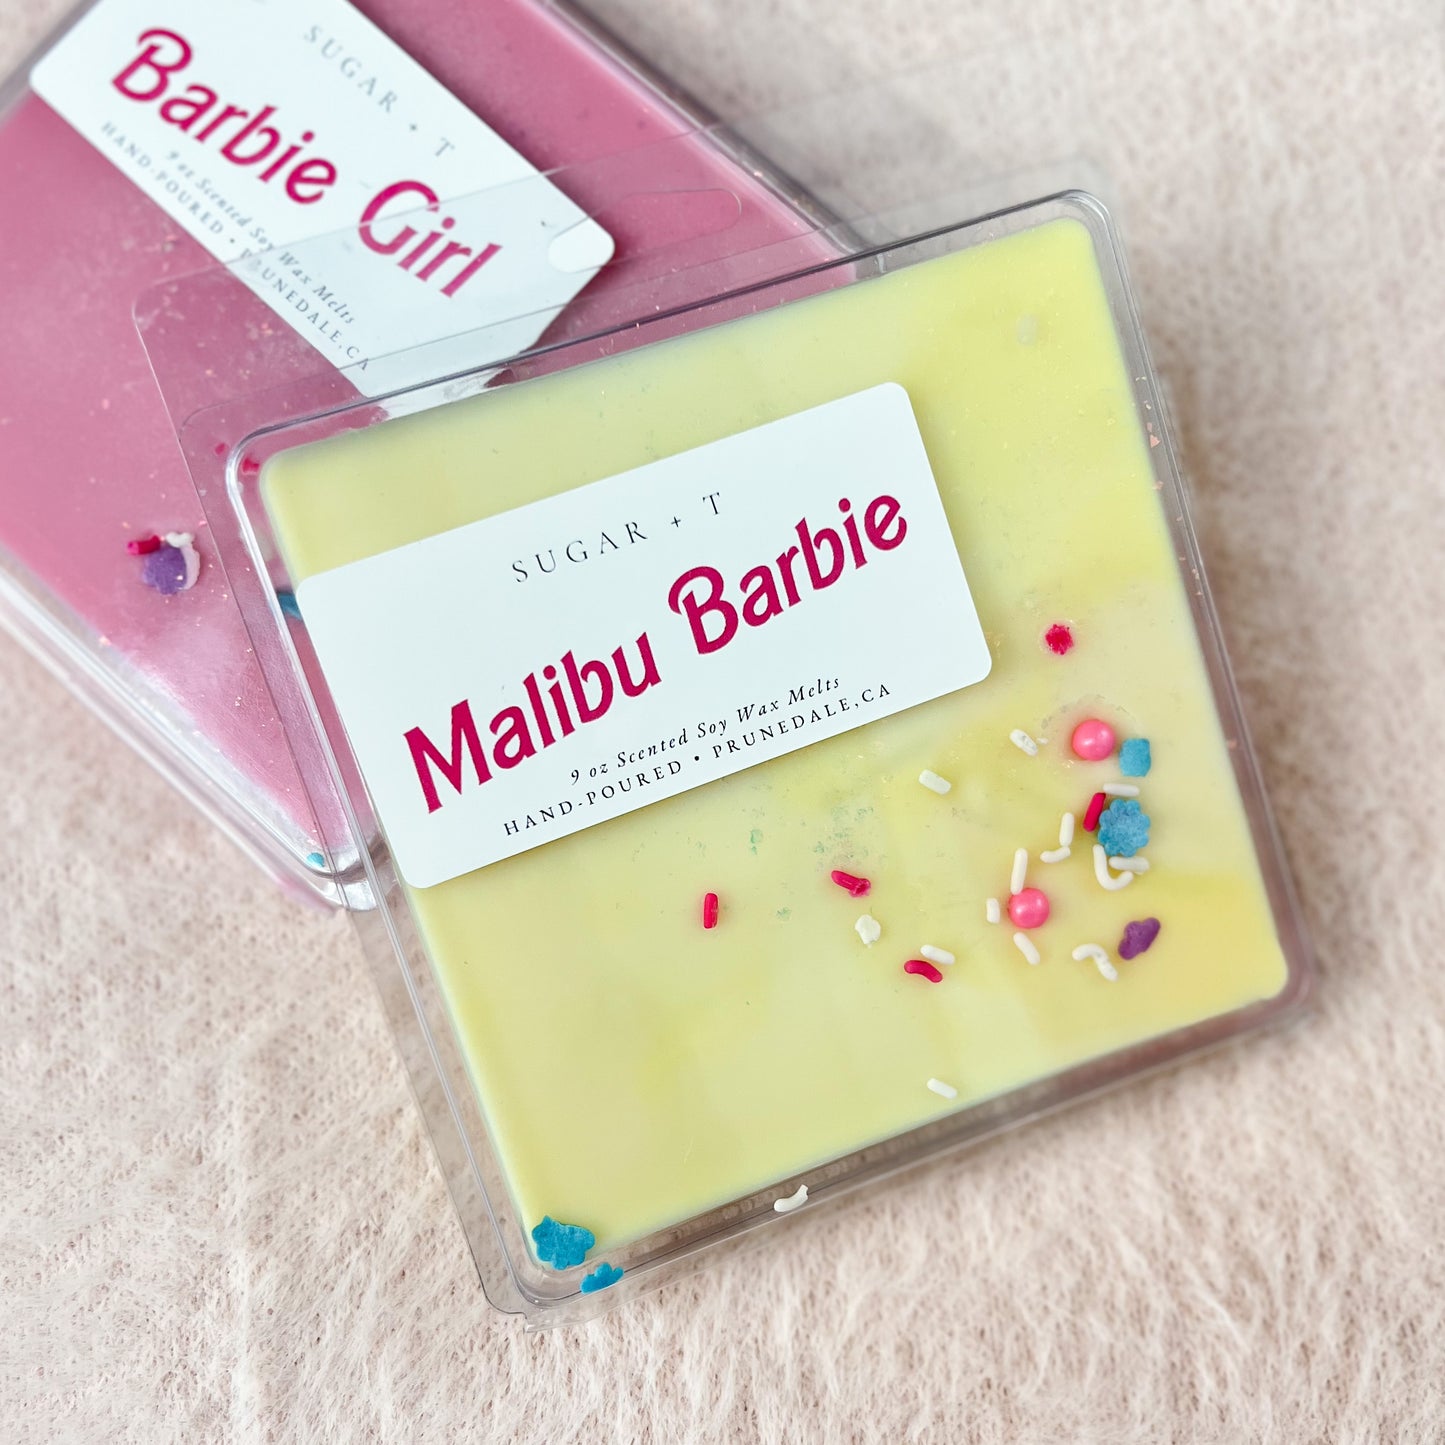 SUGAR + T
Barbie Girl
9 oz Scented Soy Wax Melts
HAND-POURED • PRUNEDALE,CA
SUGAR + T
Malibu Barbie
9 oz Scented Soy Wax Melts
HAND-POURED • PRUNEDALE,CA